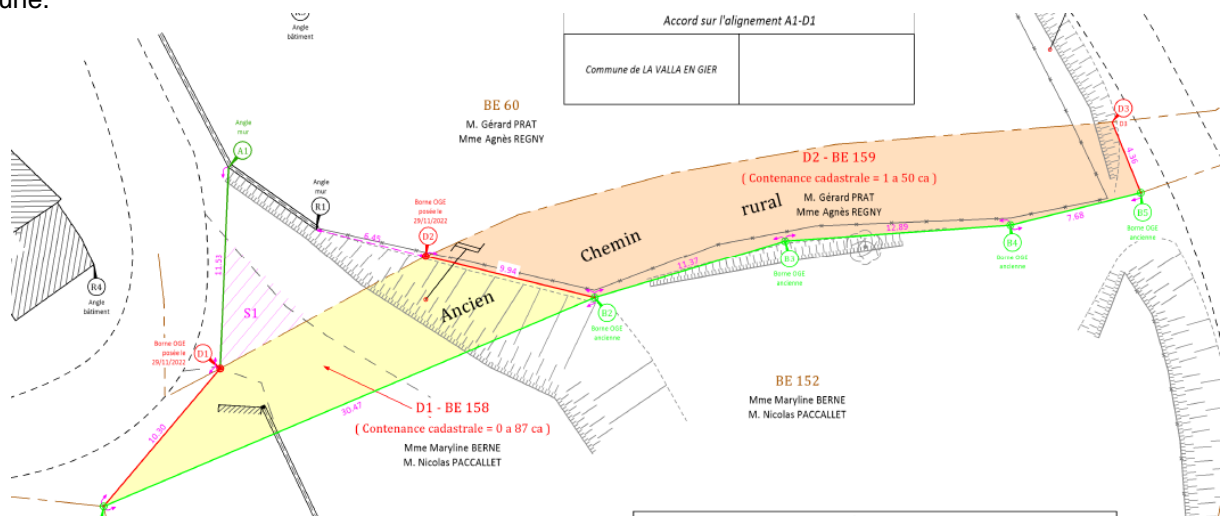 une.
R3
Angle
bâtiment
Accord sur l'alignement A1-D1
Commune de LA VALLA EN GIER
BE 60
M. Gérard PRAT
Mme Agnès REGNY
Angle
mur
A1
Angle
mur
R1
Borne OGE
posée le
29/11/2022
D2
6.45
9.94
11.53
D3
D1
4.36
D2 - BE 159
( Contenance cadastrale = 1 a 50 ca )
M. Gérard PRAT
Mme Agnès REGNY
rural
Chemin
Ancien
7.68
12.89
11.37
B5
Borne OGE
ancienne
B4
Borne OGE
ancienne
B3
Borne OGE
ancienne
B2
Borne OGE
ancienne
R4
Angle
bâtiment
S1
Borne OGE
posée le
29/11/2022
D1
10.30
30.47
D1 - BE 158
( Contenance cadastrale = 0 a 87 ca )
Mme Maryline BERNE
M. Nicolas PACCALLET
BE 152
Mme Maryline BERNE
M. Nicolas PACCALLET